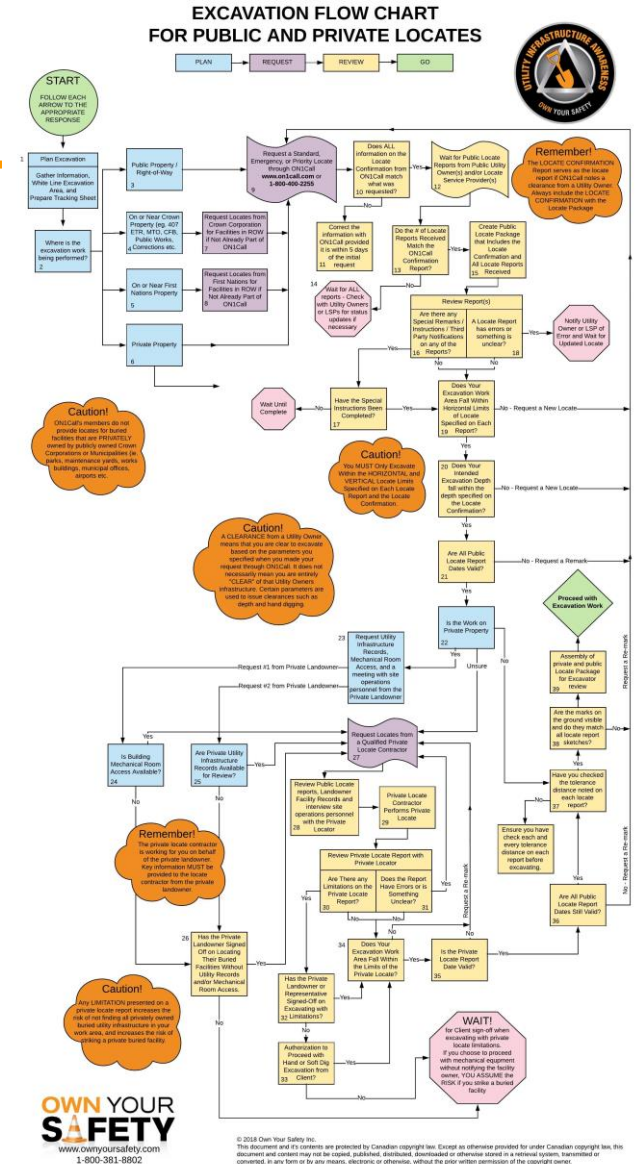 EXCAVATION FLOW CHART
FOR PUBLIC AND PRIVATE LOCATES
PLAN
REQUEST
REVIEW
GO
UTILITY INFRASTRUCTURE AWARENESS
OWN YOUR SAFETY
START
FOLLOW EACH
ARROW TO THE
APPROPRIATE
RESPONSE
1
Plan Excavation
Gather Information,
White Line Excavation
Area, and
Prepare Tracking Sheet
Where is the
excavation work
being performed?
2
Public Property /
Right-of-Way
3
On or Near Crown
Property (eg. 407
ETR, MTO, CFB,
Public Works,
Corrections etc.
4
Request Locates from
Crown Corporation
for Facilities in ROW
if Not Already Part of
ON1Call
7
On or Near First
Nations Property
5
Request Locates from
First Nations for
Facilities in ROW if
Not Already Part of
ON1Call
8
Private Property
6
Request a Standard,
Emergency, or Priority Locate
through ON1Call
www.on1call.com or
1-800-400-2255
9
Does ALL
information on the
Locate
Confirmation from
ON1Call match
what was
requested?
10
Yes
No
Correct the
information with
ON1Call provided
it is within 5 days
of the initial
request
11
Wait for Public Locate
Reports from Public Utility
Owner(s) and/or Locate
Service Provider(s)
12
Remember!
The LOCATE CONFIRMATION
Report serves as the locate
report if ON1Call notes a
clearance from a Utility Owner.
Always include the LOCATE
CONFIRMATION with the
Locate Package
Do the # of Locate
Reports Received
Match the
ON1Call
Confirmation
Report?
13
Yes
No
Create Public
Locate Package
that Includes the
Locate
Confirmation and
All Locate Reports
Received
15
14
Wait for ALL
reports - Check
with Utility Owners
or LSPs for status
updates if
necessary
Review Report(s)
Are there any
Special Remarks /
Instructions / Third
Party Notifications
on any of the
Reports?
16
A Locate Report
has errors or
something is
unclear?
18
Yes
No
No
Yes
Notify Utility
Owner or LSP of
Error and Wait for
Updated Locate
Wait Until
Complete
No
Have the Special
Instructions Been
Completed?
17
Yes
Does Your
Excavation Work
Area Fall Within
Horizontal Limits
of Locate
Specified on Each
Report?
19
No - Request a New Locate
Yes
Caution!
ON1Call's members do not
provide locates for buried
facilities that are PRIVATELY
owned by publicly owned Crown
Corporations or Municipalities (ie.
parks, maintenance yards, works
buildings, municipal offices,
airports etc.
Caution!
You MUST Only Excavate
Within the HORIZONTAL and
VERTICAL Locate Limits
Specified on Each Locate
Report and the Locate
Confirmation
20
Does Your
Intended
Excavation Depth
fall within the
depth specified on
the Locate
Confirmation?
No - Request a New Locate
Yes
Caution!
A CLEARANCE from a Utility Owner
means that you are clear to excavate
based on the parameters you
specified when you made your
request through ON1Call. It does not
necessarily mean you are entirely
"CLEAR" of that Utility Owners
infrastructure. Certain parameters are
used to issue clearances such as
depth and hard digging.
Are All Public
Locate Report
Dates Valid?
21
No - Request a Remark
Yes
Is the Work on
Private Property
22
Yes
Unsure
No
23
Request Utility
Infrastructure
Records,
Mechanical Room
Access, and a
meeting with site
operations
personnel from the
Private Landowner
Request #1 from Private Landowner
Request #2 from Private Landowner
Is Building
Mechanical Room
Access Available?
24
Yes
No
Are Private Utility
Infrastructure
Records Available
for Review?
25
Yes
No
Request Locates from
a Qualified Private
Locate Contractor
27
Review Public Locate
reports, Landowner
Facility Records and
interview site
operations personnel
with the Private
Locator
28
Private Locate
Contractor
Performs Private
Locate
29
Review Private Locate Report with
Private Locator
Are There any
Limitations on the
Private Locate
Report?
30
Does the Report
Have Errors or is
Something
Unclear?
31
Yes
No
No
Yes
Remember!
The private locate contractor
is working for you on behalf
of the private landowner.
Key information MUST be
provided to the locate
contractor from the private
landowner
26
Has the Private
Landowner Signed
Off on Locating
Their Buried
Facilities Without
Utility Records
and/or Mechanical
Room Access.
Yes
No
Has the Private
Landowner or
Representative
Signed-Off on
Excavating with
Limitations?
32
Yes
No
Authorization to
Proceed with
Hand or Soft Dig
Excavation from
Client?
33
Yes
No
34
Does Your
Excavation Work
Area Fall Within
the Limits of the
Private Locate?
No
Yes
Is the Private
Locate Report
Date Valid?
35
No
Request a Re-mark
Yes
Are All Public
Locate Report
Dates Still Valid?
36
Yes
No - Request a Re-mark
Have you checked
the tolerance
distance noted on
each locate
report?
37
No
Yes
Ensure you have
check each and
every tolerance
distance on each
report before
excavating.
Are the marks on
the ground visible
and do they match
all locate report
sketches?
38
No
Request a Re-mark
Assembly of
private and public
Locate Package
for Excavator
review
39
Proceed with
Excavation Work
Caution!
Any LIMITATION presented on a
private locate report increases the
risk of not finding all privately owned
buried utility infrastructure in your
work area, and increases the risk of
striking a private buried facility.
WAIT!
for Client sign-off when
excavating with private
locate limitations.
If you choose to proceed
with mechanical equipment
without notifying the facility
owner, YOU ASSUME the
RISK if you strike a buried
facility
OWN YOUR
SAFETY
www.ownyoursafety.com
1-800-381-8802
© 2018 Own Your Safety Inc.
This document and it's contents are protected by Canadian copyright law. Except as otherwise provided for under Canadian copyright law, this
document and content may not be copied, published, distributed, downloaded or otherwise stored in a retrieval system, transmitted or
converted, in any form or by any means, electronic or otherwise, without the prior written permission of the copyright owner.